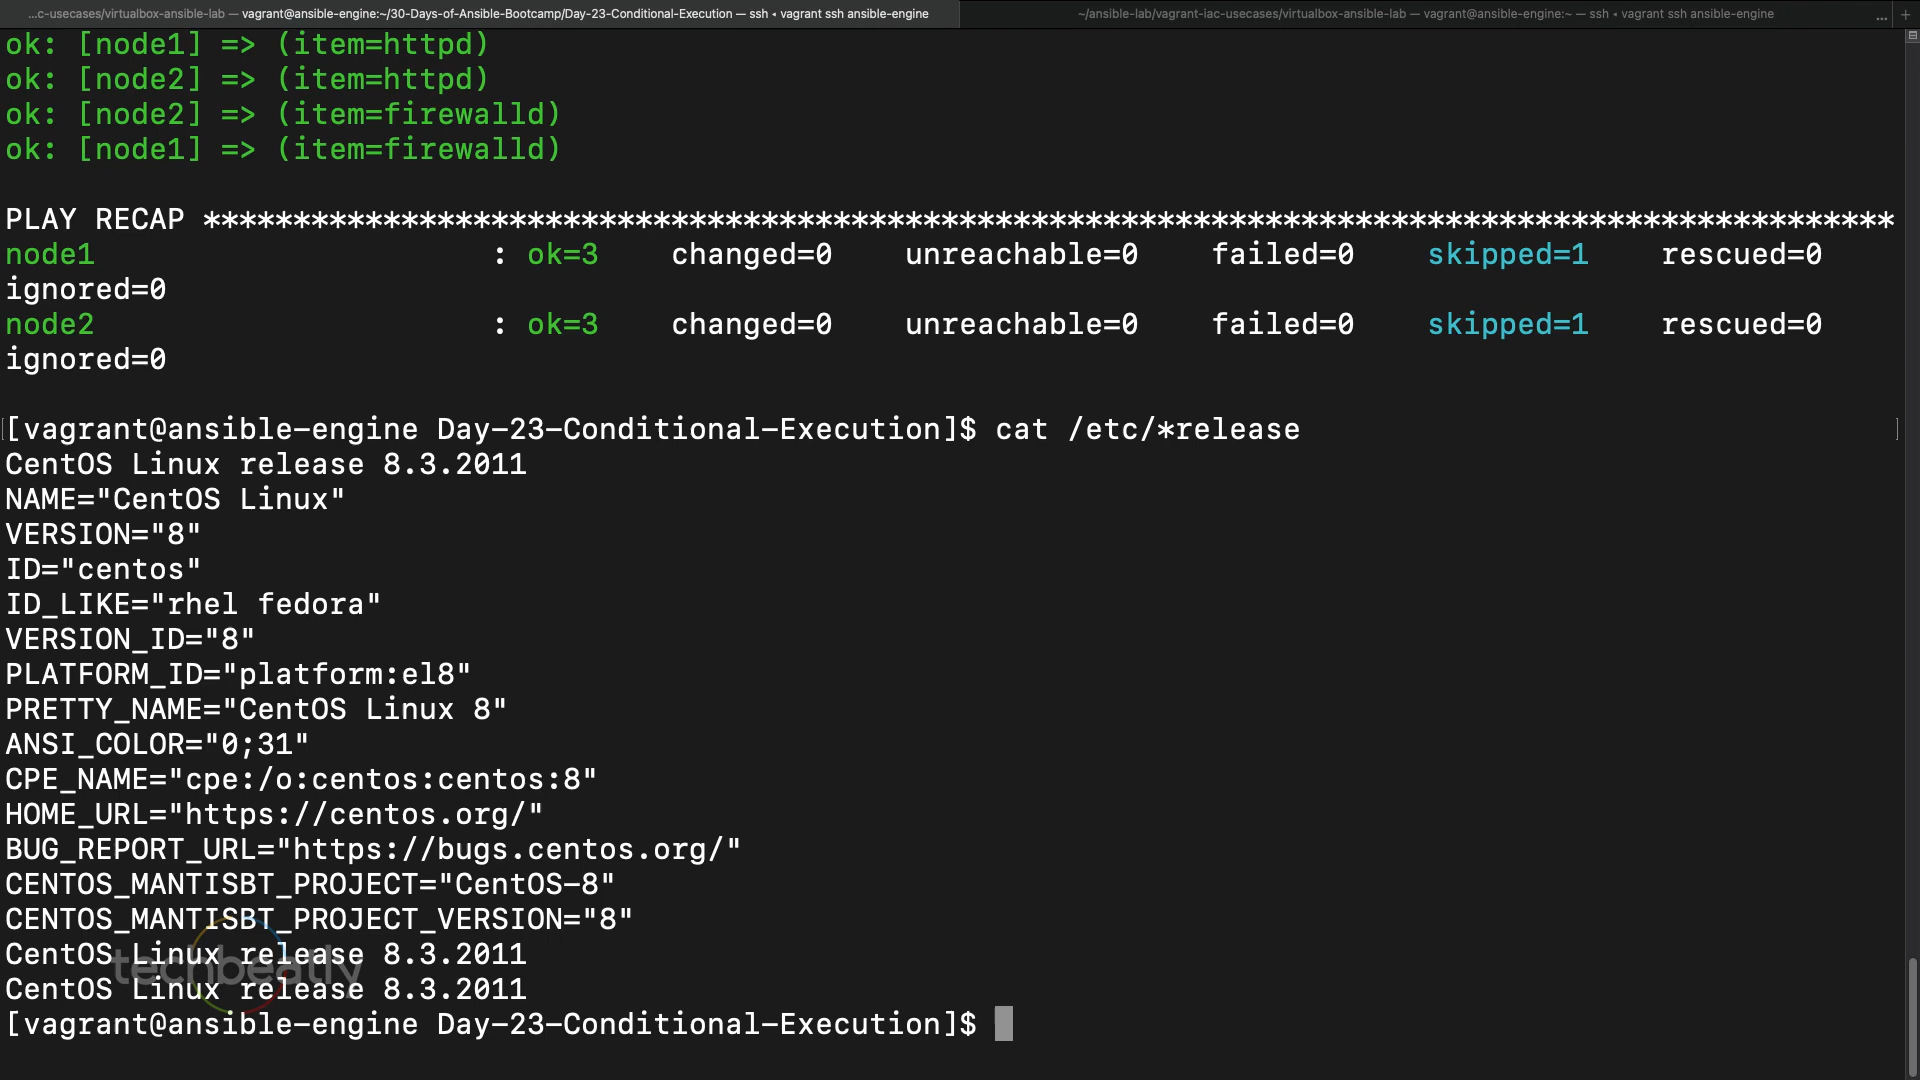 …c-usecases/virtualbox-ansible-lab — vagrant@ansible-engine:~/30-Days-of-Ansible-Bootcamp/Day-23-Conditional-Execution — ssh ◂ vagrant ssh ansible-engine
~/ansible-lab/vagrant-iac-usecases/virtualbox-ansible-lab — vagrant@ansible-engine:~ — ssh ◂ vagrant ssh ansible-engine ... +
ok: [node1] => (item=httpd)
ok: [node2] => (item=httpd)
ok: [node2] => (item=firewalld)
ok: [node1] => (item=firewalld)
PLAY RECAP **********************************************************************************************
node1 : ok=3 changed=0 unreachable=0 failed=0 skipped=1 rescued=0
ignored=0
node2 : ok=3 changed=0 unreachable=0 failed=0 skipped=1 rescued=0
ignored=0
[vagrant@ansible-engine Day-23-Conditional-Execution]$ cat /etc/*release
CentOS Linux release 8.3.2011
NAME="CentOS Linux"
VERSION="8"
ID="centos"
ID_LIKE="rhel fedora"
VERSION_ID="8"
PLATFORM_ID="platform:el8"
PRETTY_NAME="CentOS Linux 8"
ANSI_COLOR="0;31"
CPE_NAME="cpe:/o:centos:centos:8"
HOME_URL="https://centos.org/"
BUG_REPORT_URL="https://bugs.centos.org/"
CENTOS_MANTISBT_PROJECT="CentOS-8"
CENTOS_MANTISBT_PROJECT_VERSION="8"
CentOS Linux release 8.3.2011
techbeatly
CentOS Linux release 8.3.2011
[vagrant@ansible-engine Day-23-Conditional-Execution]$